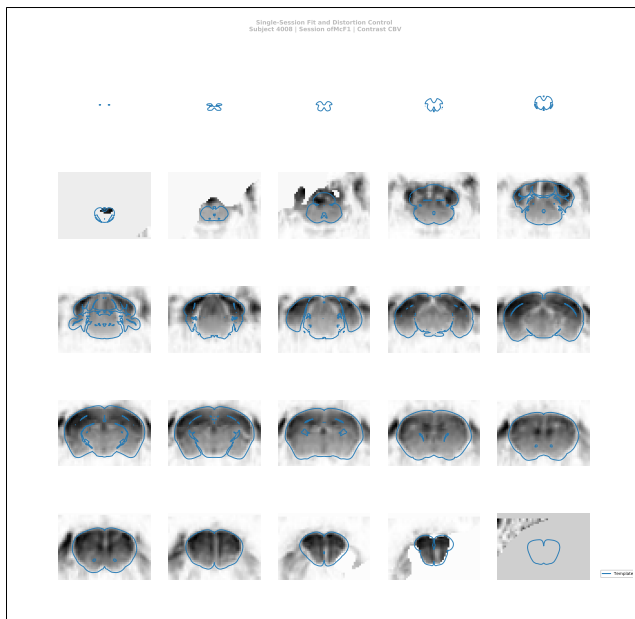 Single-Session Fit and Distortion Control
Subject 4008 | Session ofMcF1 | Contrast CBV
Template